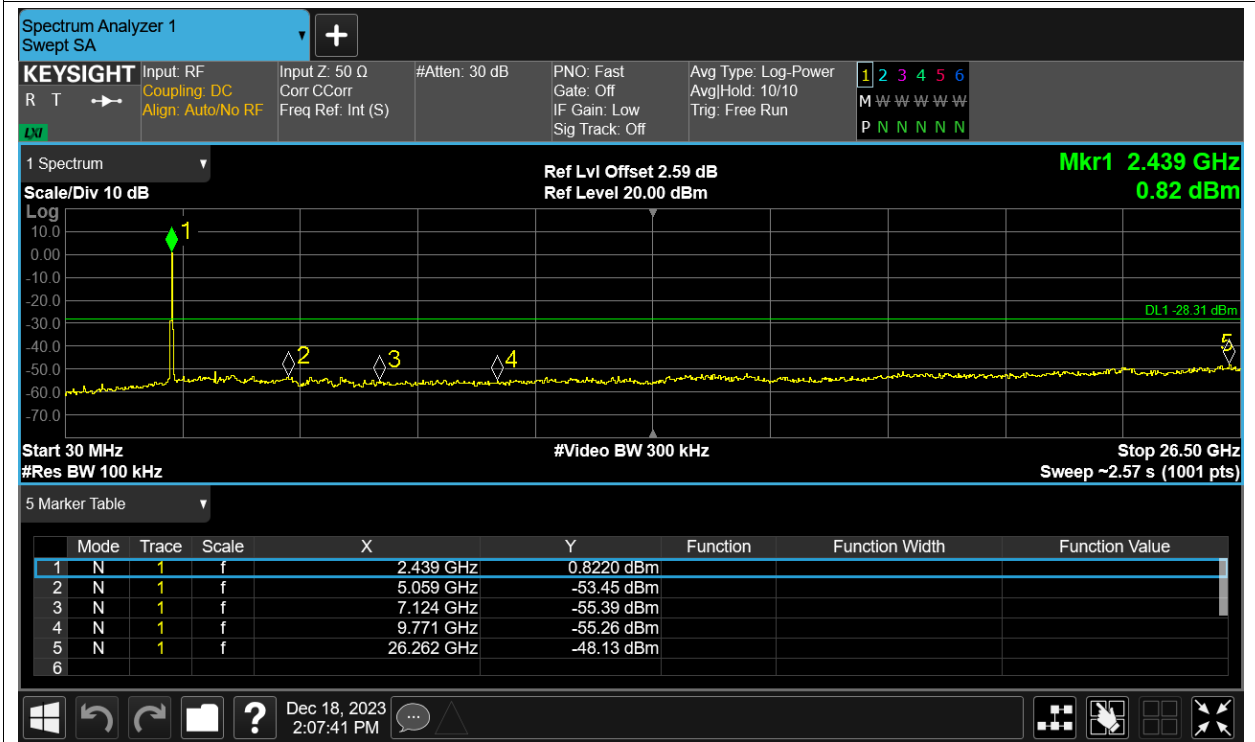 Spectrum Analyzer 1
Swept SA
KEYSIGHT
R T
LXI
Input: RF
Coupling: DC
Align: Auto/No RF
Input Z: 50 Ω
Corr CCorr
Freq Ref: Int (S)
#Atten: 30 dB
PNO: Fast
Gate: Off
IF Gain: Low
Sig Track: Off
Avg Type: Log-Power
Avg|Hold: 10/10
Trig: Free Run
1 2 3 4 5 6
M W W W W W
P N N N N N
1 Spectrum
Scale/Div 10 dB
Ref Lvl Offset 2.59 dB
Ref Level 20.00 dBm
Mkr1 2.439 GHz
0.82 dBm
Log
10.0
0.00
-10.0
-20.0
-30.0
-40.0
-50.0
-60.0
-70.0
1
2
3
4
5
DL1 -28.31 dBm
Start 30 MHz
#Res BW 100 kHz
#Video BW 300 kHz
Stop 26.50 GHz
Sweep ~2.57 s (1001 pts)
5 Marker Table
Mode Trace Scale X Y Function Function Width Function Value
1 N 1 f 2.439 GHz 0.8220 dBm
2 N 1 f 5.059 GHz -53.45 dBm
3 N 1 f 7.124 GHz -55.39 dBm
4 N 1 f 9.771 GHz -55.26 dBm
5 N 1 f 26.262 GHz -48.13 dBm
6
?
Dec 18, 2023
2:07:41 PM